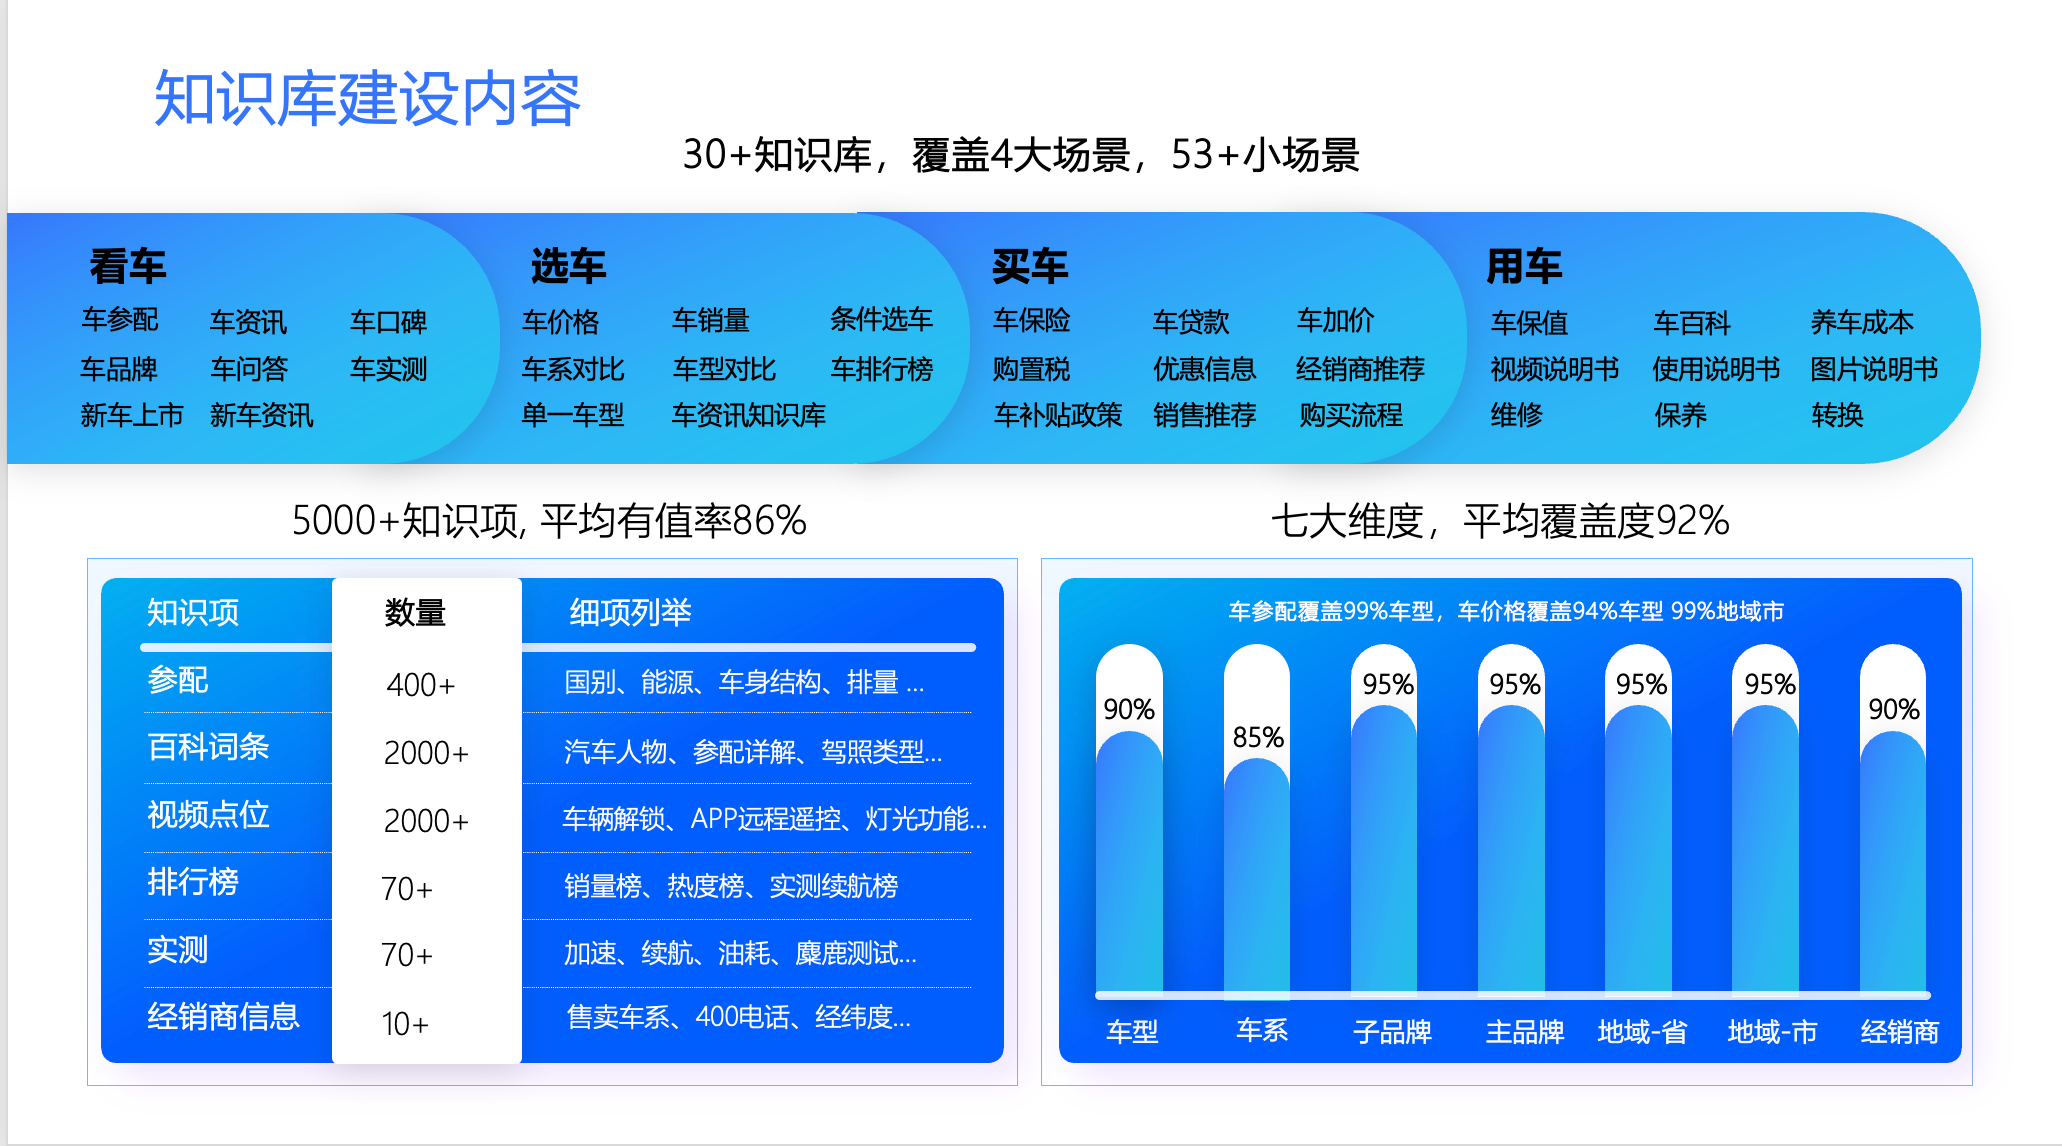 知识库建设内容
30+知识库，覆盖4大场景，53+小场景
看车
车参配 车资讯 车口碑
车品牌 车问答 车实测
新车上市 新车资讯
选车
车价格 车销量 条件选车
车系对比 车型对比 车排行榜
单一车型 车资讯知识库
买车
车保险 车贷款 车加价
购置税 优惠信息 经销商推荐
车补贴政策 销售推荐 购买流程
用车
车保值 车百科 养车成本
视频说明书 使用说明书 图片说明书
维修 保养 转换
5000+知识项, 平均有值率86%
知识项 数量 细项列举
参配 400+ 国别、能源、车身结构、排量 ...
百科词条 2000+ 汽车人物、参配详解、驾照类型...
视频点位 2000+ 车辆解锁、APP远程遥控、灯光功能...
排行榜 70+ 销量榜、热度榜、实测续航榜
实测 70+ 加速、续航、油耗、麋鹿测试...
经销商信息 10+ 售卖车系、400电话、经纬度...
七大维度，平均覆盖度92%
车参配覆盖99%车型，车价格覆盖94%车型 99%地域市
90% 85% 95% 95% 95% 95% 90%
车型 车系 子品牌 主品牌 地域-省 地域-市 经销商